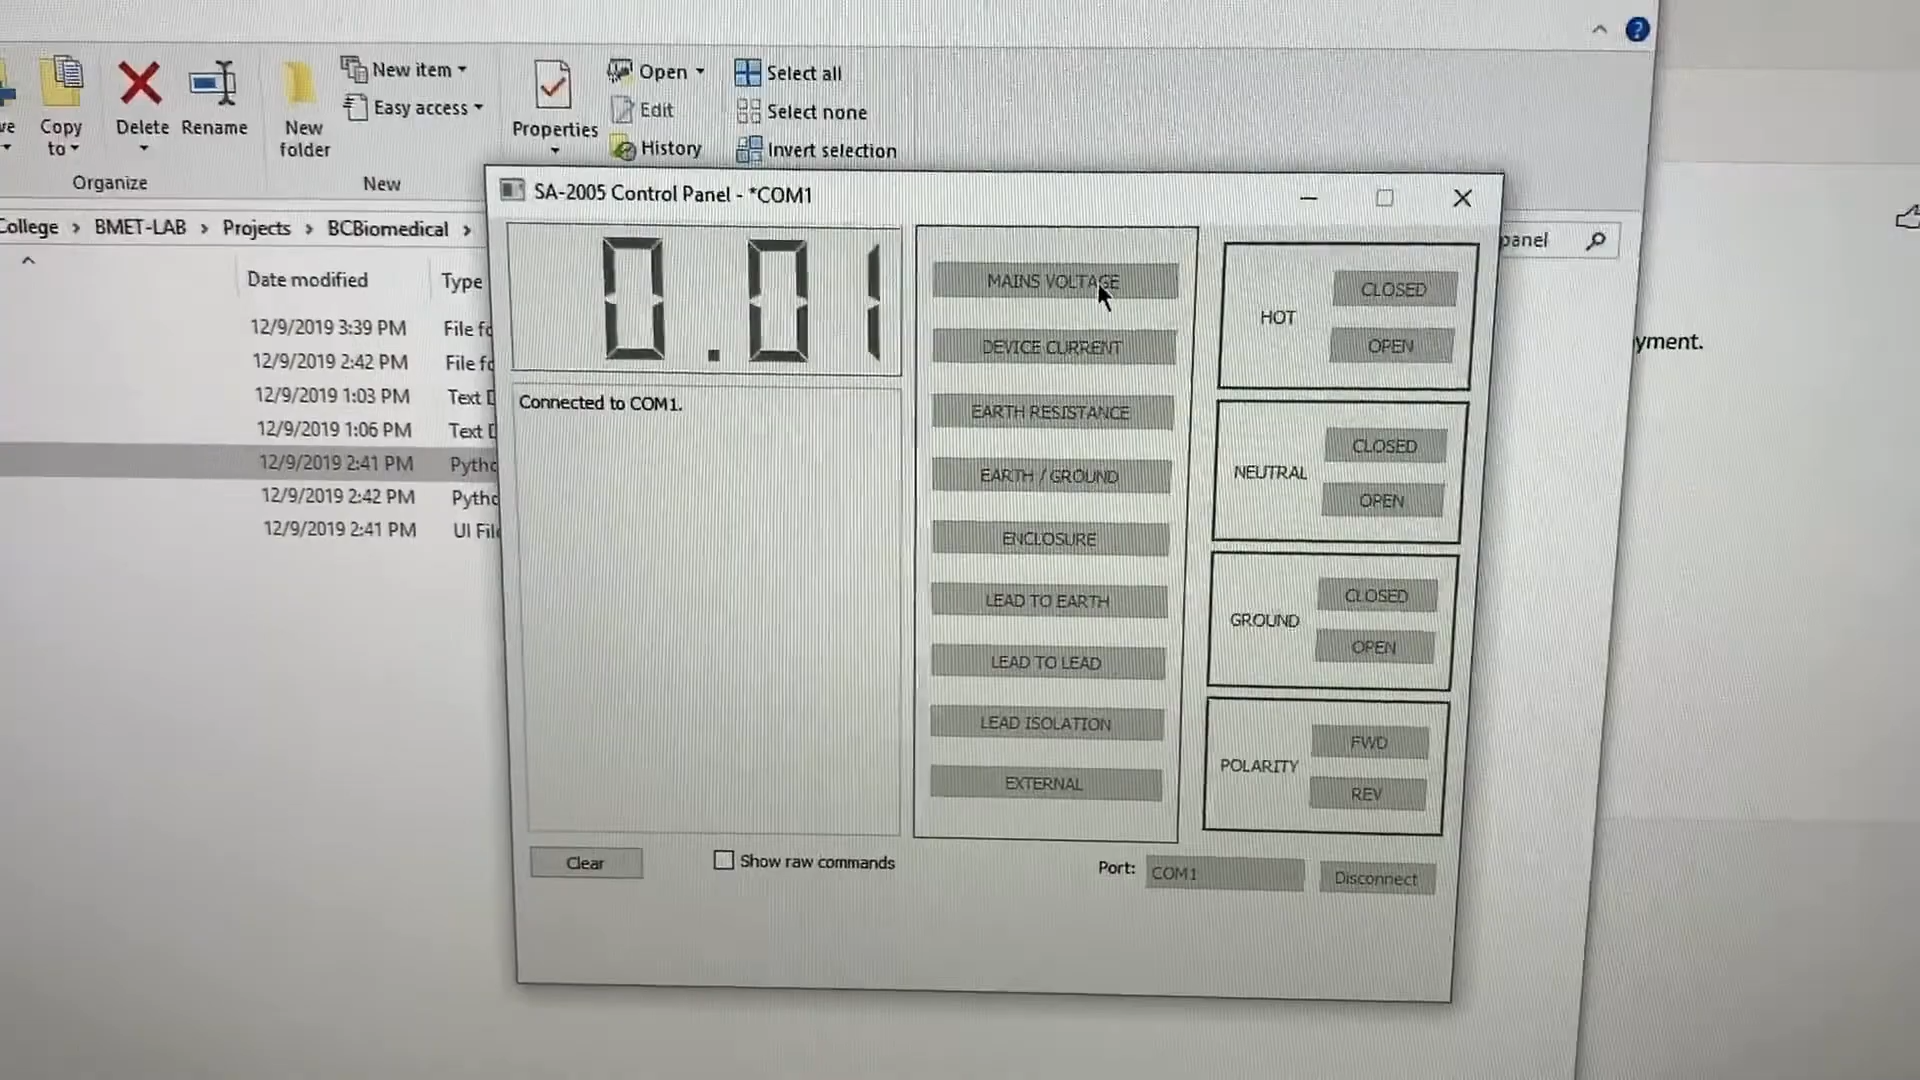 New item
Easy access
Copy
to
Delete
Rename
New
folder
Properties
Open
Edit
History
Select all
Select none
Invert selection
Organize
New
College > BMET-LAB > Projects > BCBiomedical >
Date modified
Type
12/9/2019 3:39 PM
12/9/2019 2:42 PM
12/9/2019 1:03 PM Text
12/9/2019 1:06 PM Text
12/9/2019 2:41 PM
12/9/2019 2:42 PM
12/9/2019 2:41 PM UI
SA-2005 Control Panel - *COM1
0.01
Connected to COM1.
MAINS VOLTAGE
DEVICE CURRENT
EARTH RESISTANCE
EARTH / GROUND
ENCLOSURE
LEAD TO EARTH
LEAD TO LEAD
LEAD ISOLATION
EXTERNAL
HOT
CLOSED
OPEN
NEUTRAL
CLOSED
OPEN
GROUND
CLOSED
OPEN
POLARITY
FWD
REV
Clear
Show raw commands
Port: COM1
Disconnect
panel
yment.